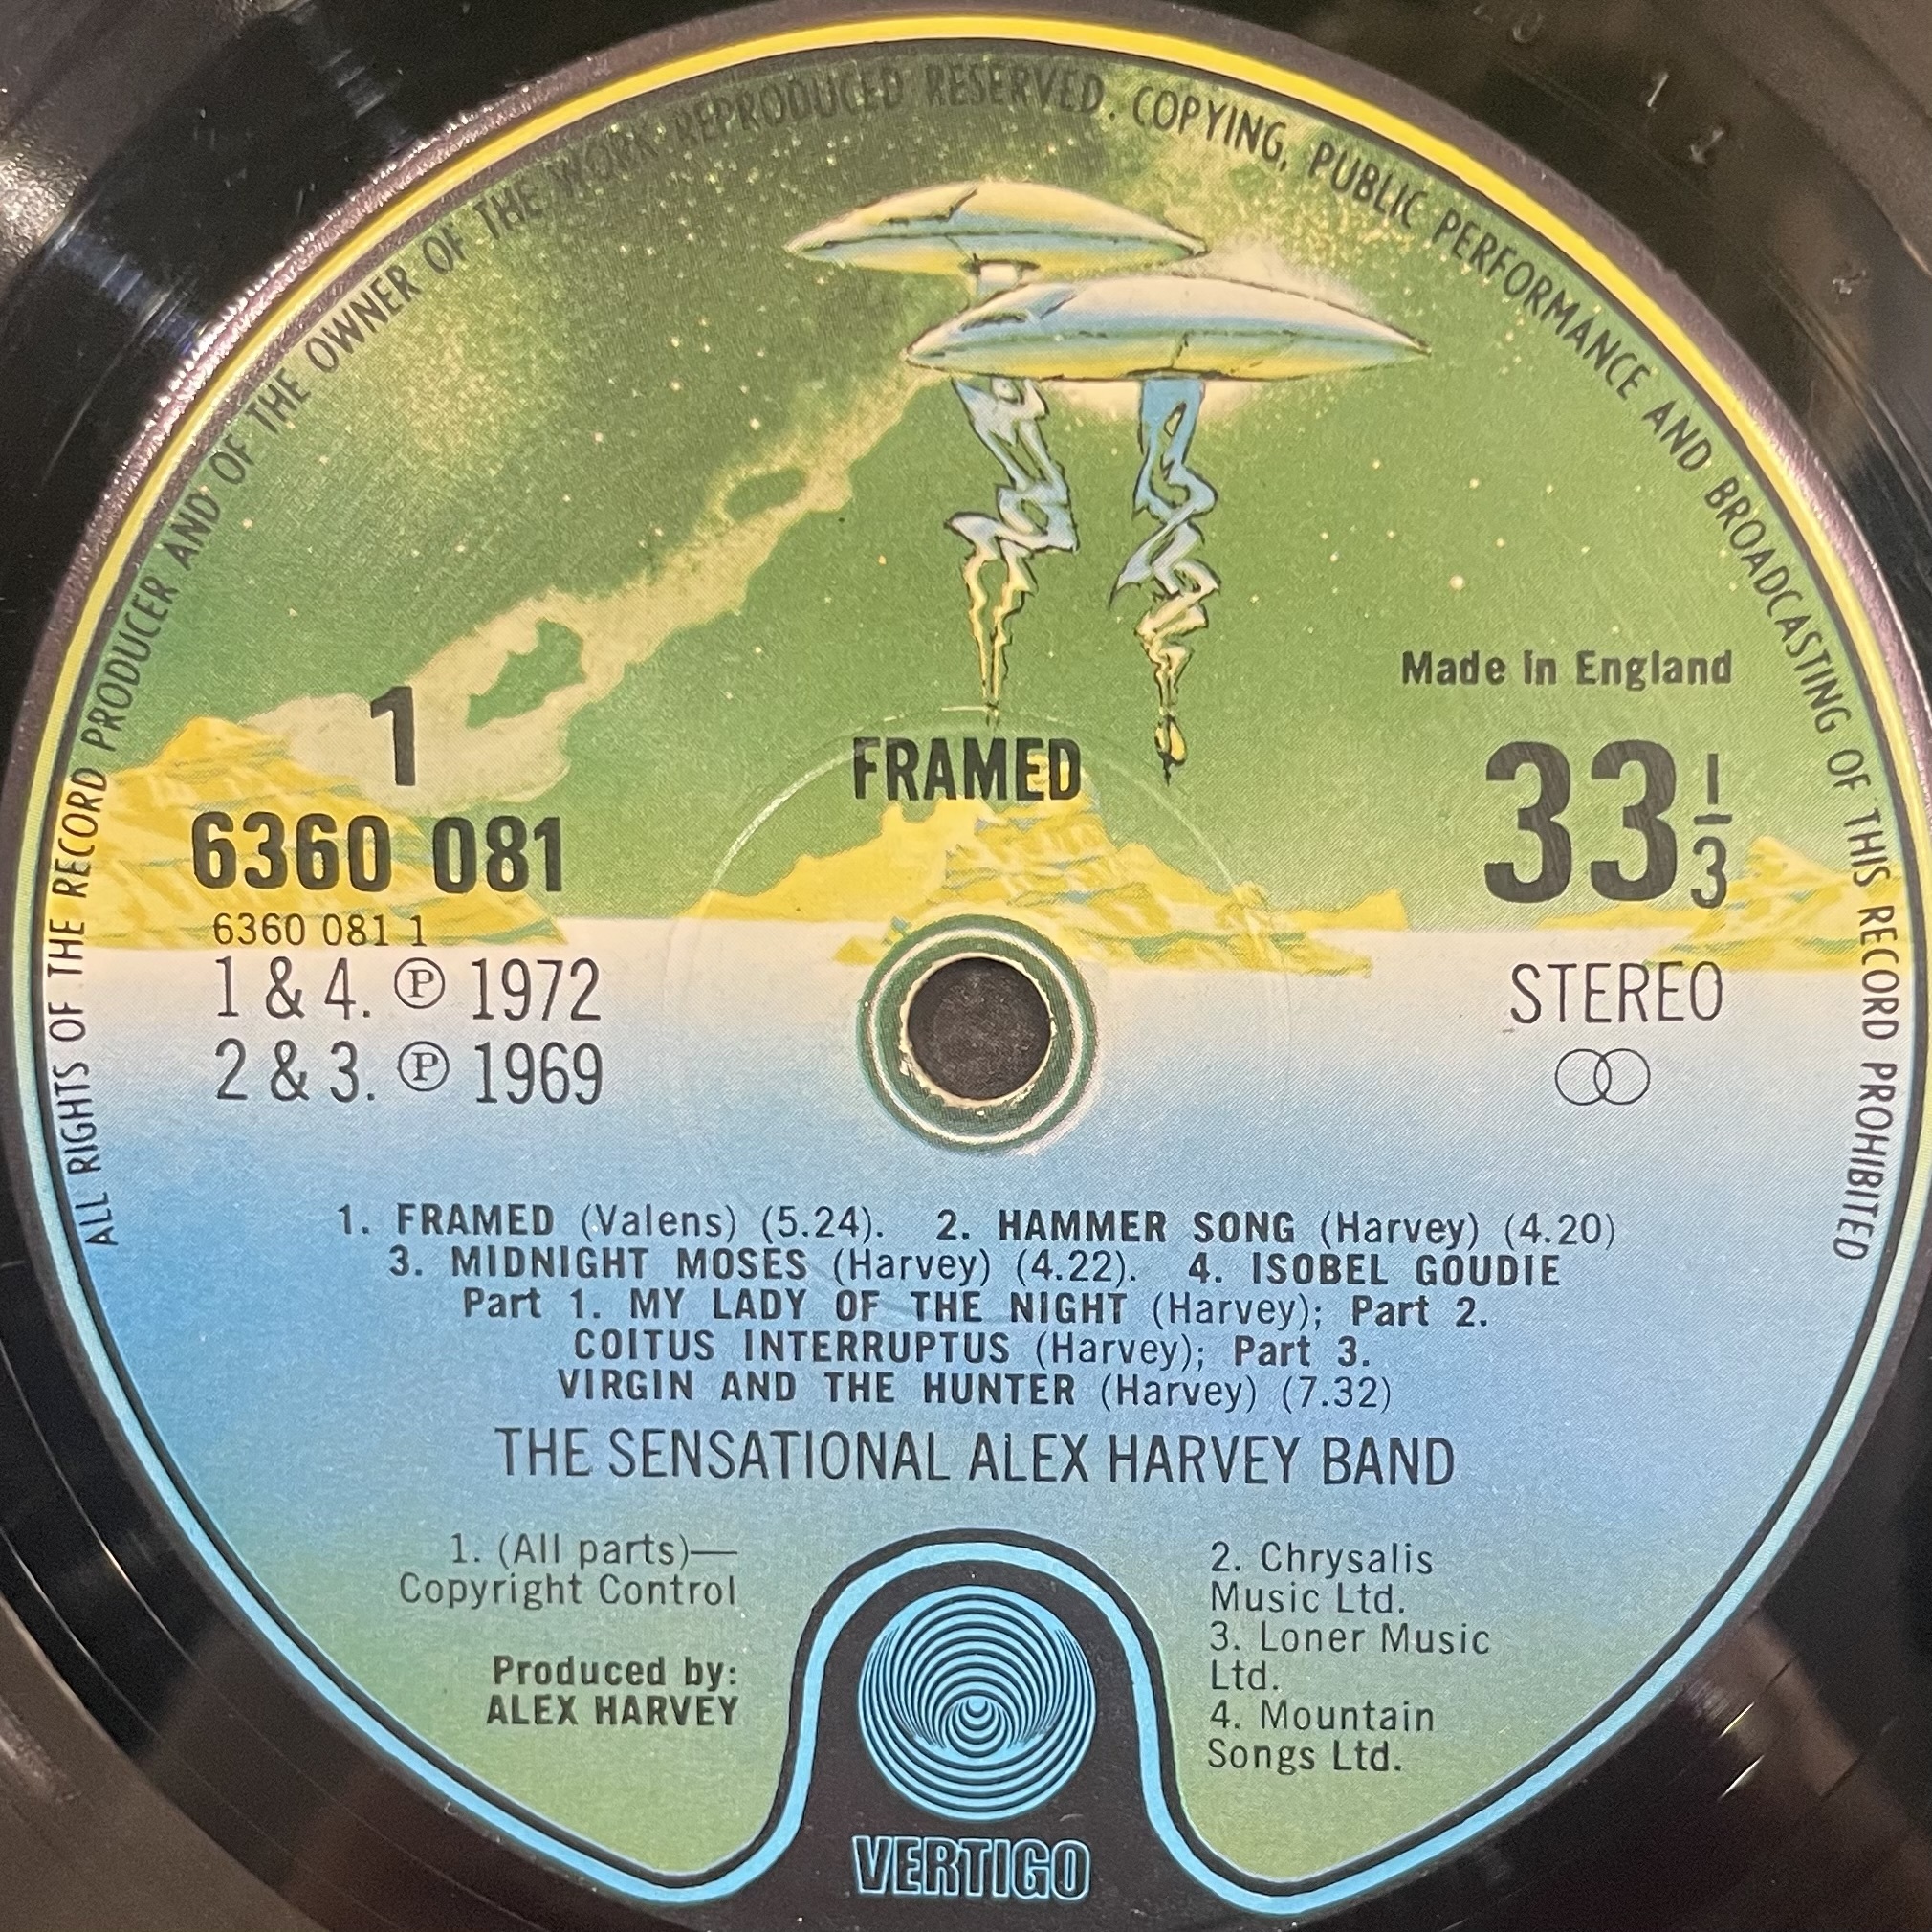 ALL RIGHTS OF THE RECORD PRODUCER AND OF THE OWNER OF THE WORK REPRODUCED RESERVED. COPYING, PUBLIC PERFORMANCE AND BROADCASTING OF THIS RECORD PROHIBITED
Made in England
1
FRAMED
33 1/3
6360 081
6360 081 1
1 & 4. Ⓟ 1972
STEREO
2 & 3. Ⓟ 1969
1. FRAMED (Valens) (5.24). 2. HAMMER SONG (Harvey) (4.20)
3. MIDNIGHT MOSES (Harvey) (4.22). 4. ISOBEL GOUDIE
Part 1. MY LADY OF THE NIGHT (Harvey); Part 2.
COITUS INTERRUPTUS (Harvey); Part 3.
VIRGIN AND THE HUNTER (Harvey) (7.32)
THE SENSATIONAL ALEX HARVEY BAND
1. (All parts)—
Copyright Control
Produced by:
ALEX HARVEY
2. Chrysalis
Music Ltd.
3. Loner Music
Ltd.
4. Mountain
Songs Ltd.
VERTIGO